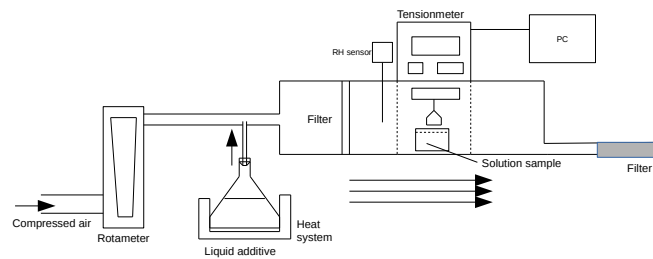 Tensionmeter
PC
RH sensor
Filter
Solution sample
Filter
Compressed air
Rotameter
Heat
system
Liquid additive